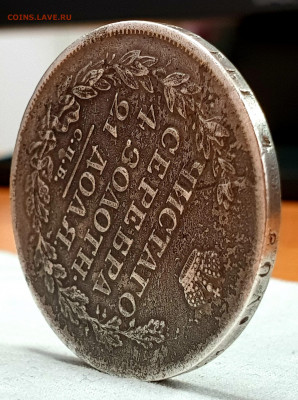 COINS.LAVE.RU
ЧИСТАГО
СЕРЕБРА
4 ЗОЛОТН
21 ДОЛЯ
С.П.Б.